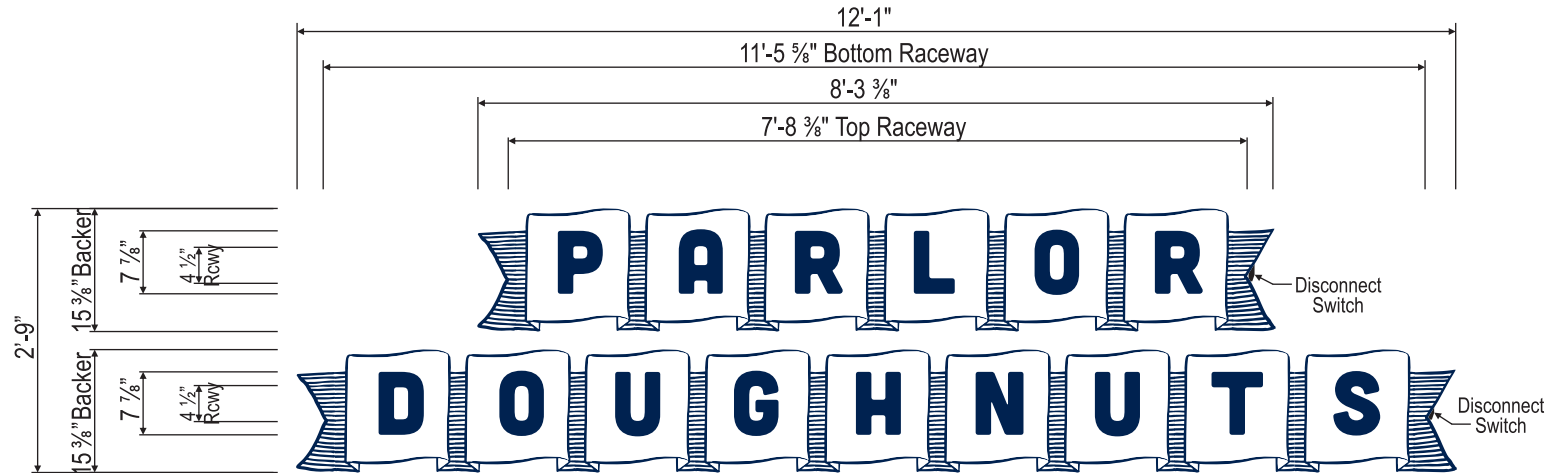 12'-1"
11'-5 ⅝" Bottom Raceway
8'-3 ⅜"
7'-8 ⅜" Top Raceway
2'-9"
15 ⅜" Backer
7 ⅞"
4 ½"
Rcwy
PARLOR
Disconnect
Switch
15 ⅜" Backer
7 ⅞"
4 ½"
Rcwy
DOUGHNUTS
Disconnect
Switch